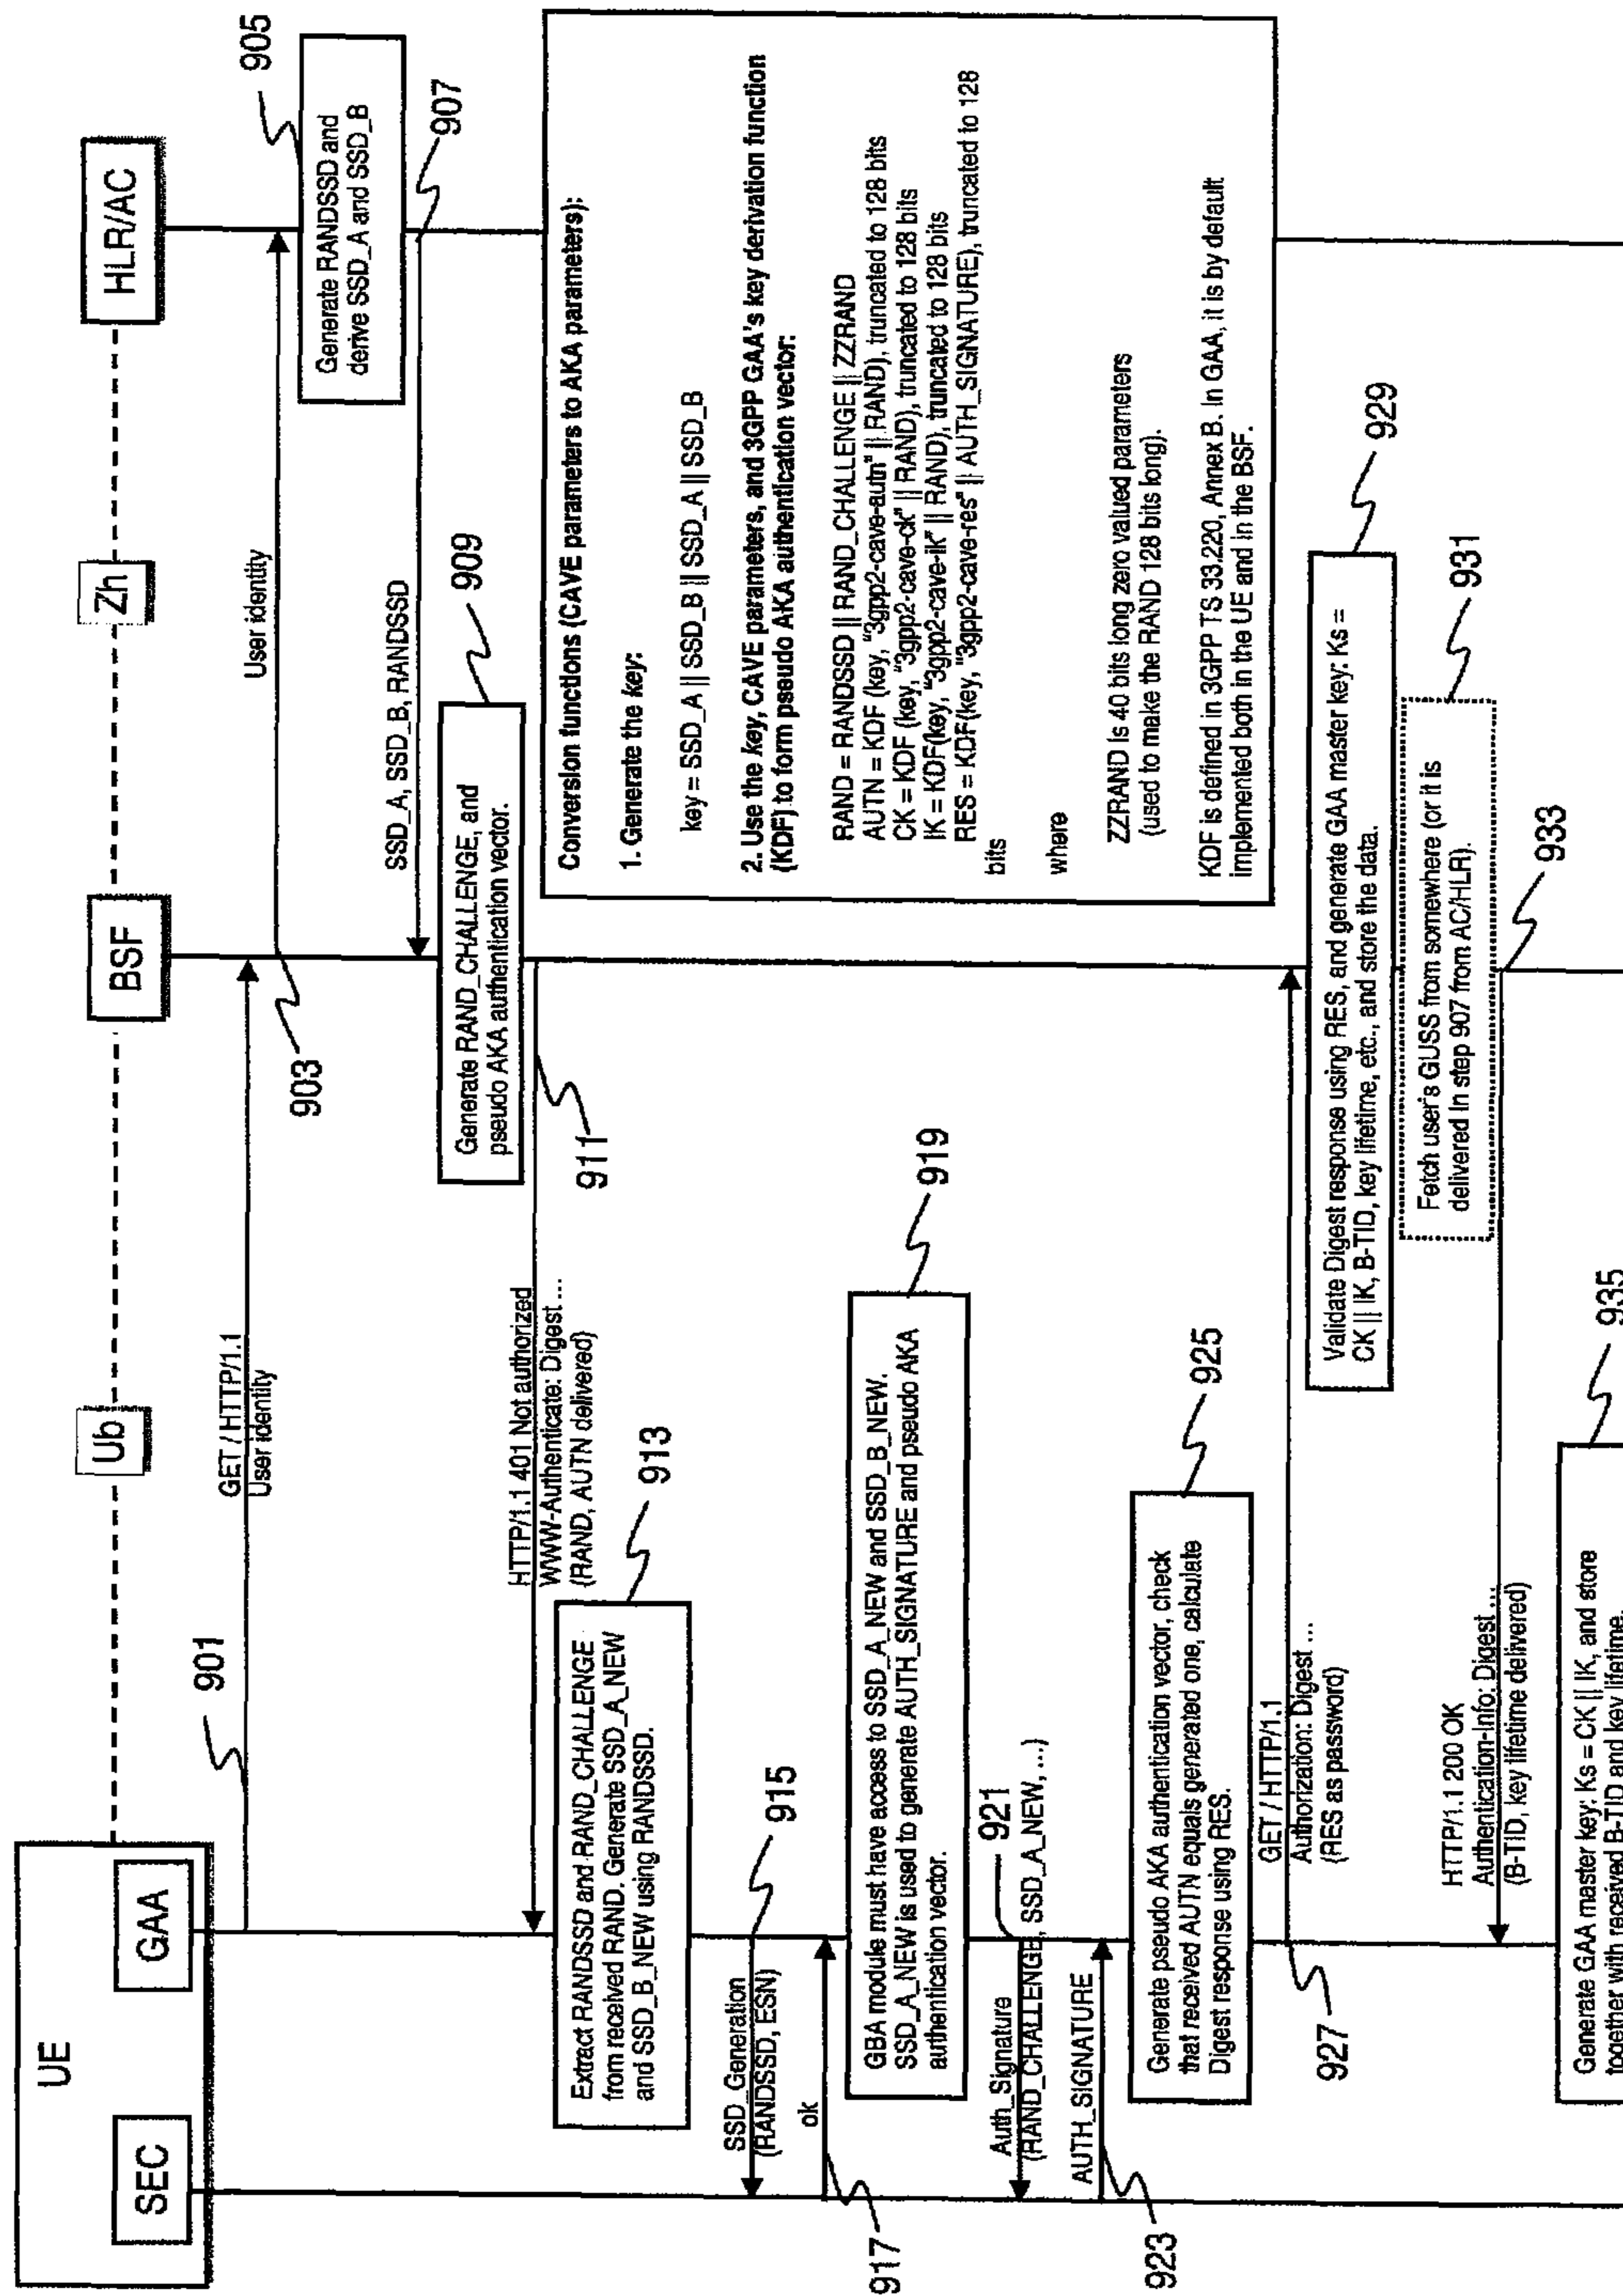 UE
SEC
GAA
Ub
BSF
Zh
HLR/AC
901
GET / HTTP/1.1
User identity
903
User identity
905
Generate RANDSSD and
derive SSD_A and SSD_B
907
SSD_A, SSD_B, RANDSSD
909
Generate RAND_CHALLENGE, and
pseudo AKA authentication vector.
911
HTTP/1.1 401 Not authorized
WWW-Authenticate: Digest ...
(RAND, AUTN delivered)
Conversion functions (CAVE parameters to AKA parameters):
1. Generate the key:
key = SSD_A || SSD_B || SSD_A || SSD_B
2. Use the key, CAVE parameters, and 3GPP GAA's key derivation function
(KDF) to form pseudo AKA authentication vector:
RAND = RANDSSD || RAND_CHALLENGE || ZZRAND
AUTN = KDF (key, "3gpp2-cave-autn" || RAND), truncated to 128 bits
CK = KDF (key, "3gpp2-cave-ck" || RAND), truncated to 128 bits
IK = KDF(key, "3gpp2-cave-ik" || RAND), truncated to 128 bits
RES = KDF(key, "3gpp2-cave-res" || AUTH_SIGNATURE), truncated to 128
bits
where
ZZRAND is 40 bits long zero valued parameters
(used to make the RAND 128 bits long).
KDF is defined in 3GPP TS 33.220, Annex B. In GAA, it is by default
implemented both in the UE and in the BSF.
913
Extract RANDSSD and RAND_CHALLENGE
from received RAND. Generate SSD_A_NEW
and SSD_B_NEW using RANDSSD.
915
SSD_Generation
(RANDSSD, ESN)
917
ok
919
GBA module must have access to SSD_A_NEW and SSD_B_NEW.
SSD_A_NEW is used to generate AUTH_SIGNATURE and pseudo AKA
authentication vector.
921
Auth_Signature
(RAND_CHALLENGE, SSD_A_NEW, ...)
923
AUTH_SIGNATURE
925
Generate pseudo AKA authentication vector, check
that received AUTN equals generated one, calculate
Digest response using RES.
927
GET / HTTP/1.1
Authorization: Digest ...
(RES as password)
929
Validate Digest response using RES, and generate GAA master key: Ks =
CK || IK, B-TID, key lifetime, etc., and store the data.
931
Fetch user's GUSS from somewhere (or it is
delivered in step 907 from AC/HLR).
933
HTTP/1.1 200 OK
Authentication-Info: Digest ...
(B-TID, key lifetime delivered)
935
Generate GAA master key: Ks = CK || IK, and store
together with received B-TID and key lifetime.